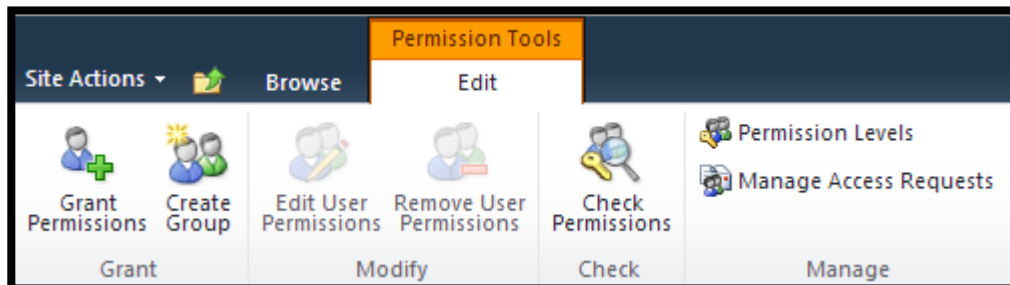 Permission Tools
Site Actions
Browse
Edit
Grant
Permissions
Create
Group
Edit User
Permissions
Remove User
Permissions
Check
Permissions
Permission Levels
Manage Access Requests
Grant
Modify
Check
Manage